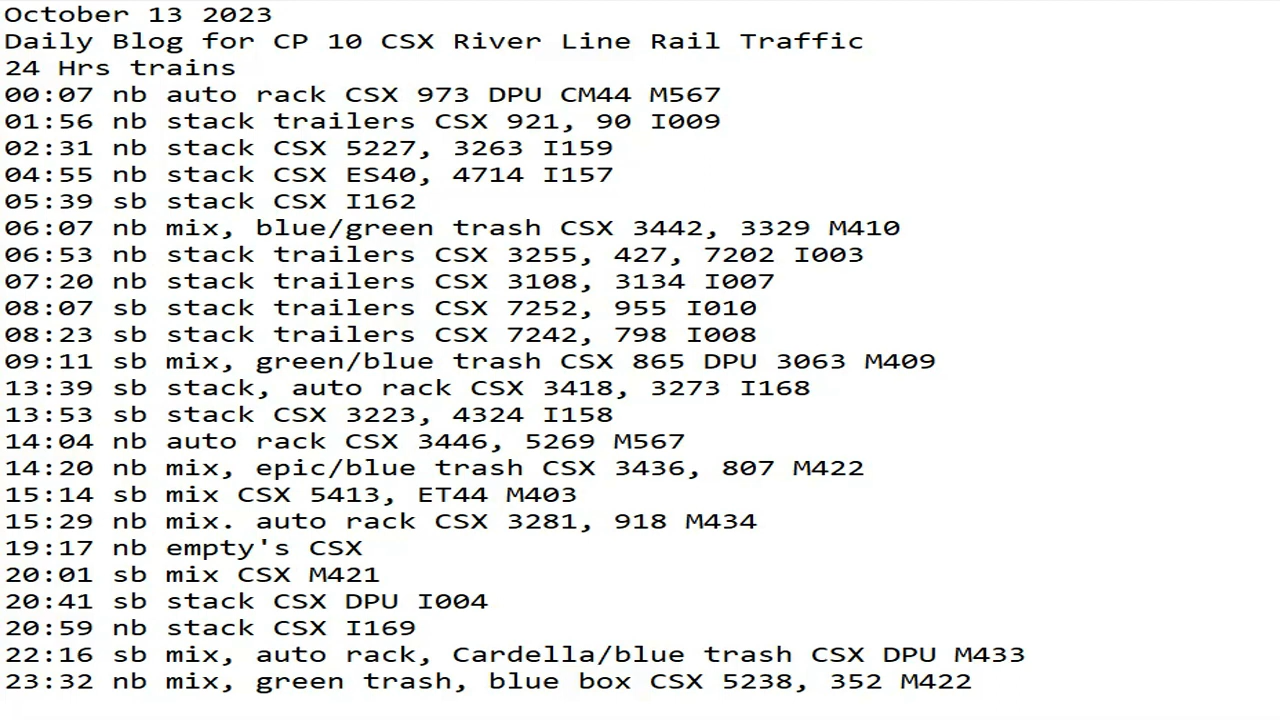 October 13 2023
Daily Blog for CP 10 CSX River Line Rail Traffic
24 Hrs trains
00:07 nb auto rack CSX 973 DPU CM44 M567
01:56 nb stack trailers CSX 921, 90 I009
02:31 nb stack CSX 5227, 3263 I159
04:55 nb stack CSX ES40, 4714 I157
05:39 sb stack CSX I162
06:07 nb mix, blue/green trash CSX 3442, 3329 M410
06:53 nb stack trailers CSX 3255, 427, 7202 I003
07:20 nb stack trailers CSX 3108, 3134 I007
08:07 sb stack trailers CSX 7252, 955 I010
08:23 sb stack trailers CSX 7242, 798 I008
09:11 sb mix, green/blue trash CSX 865 DPU 3063 M409
13:39 sb stack, auto rack CSX 3418, 3273 I168
13:53 sb stack CSX 3223, 4324 I158
14:04 nb auto rack CSX 3446, 5269 M567
14:20 nb mix, epic/blue trash CSX 3436, 807 M422
15:14 sb mix CSX 5413, ET44 M403
15:29 nb mix. auto rack CSX 3281, 918 M434
19:17 nb empty's CSX
20:01 sb mix CSX M421
20:41 sb stack CSX DPU I004
20:59 nb stack CSX I169
22:16 sb mix, auto rack, Cardella/blue trash CSX DPU M433
23:32 nb mix, green trash, blue box CSX 5238, 352 M422